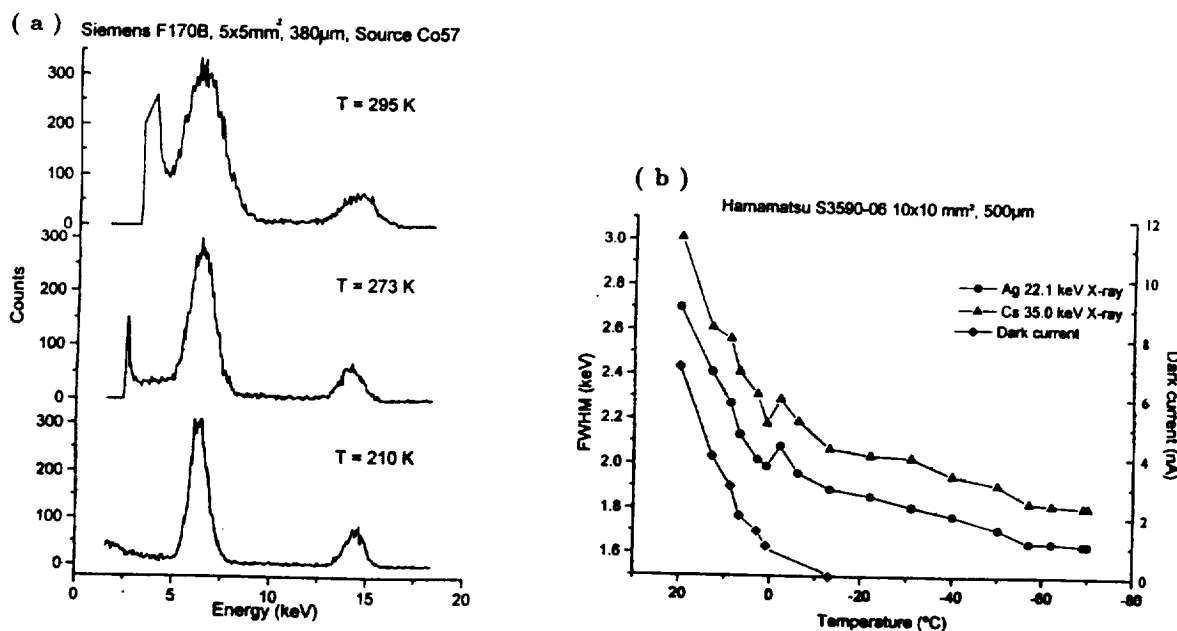 ( a )
Siemens F170B, 5x5mm², 380µm, Source Co57
300
200
100
0
T = 295 K
300
200
100
0
T = 273 K
300
200
100
0
T = 210 K
Counts
0 5 10 15 20
Energy (keV)
( b )
Hamamatsu S3590-06 10x10 mm², 500µm
3.0
2.8
2.6
2.4
2.2
2.0
1.8
1.6
FWHM (keV)
Ag 22.1 keV X-ray
Cs 35.0 keV X-ray
Dark current
12
10
8
6
4
2
0
Dark current (nA)
20 0 -20 -40 -60 -80
Temperature (°C)